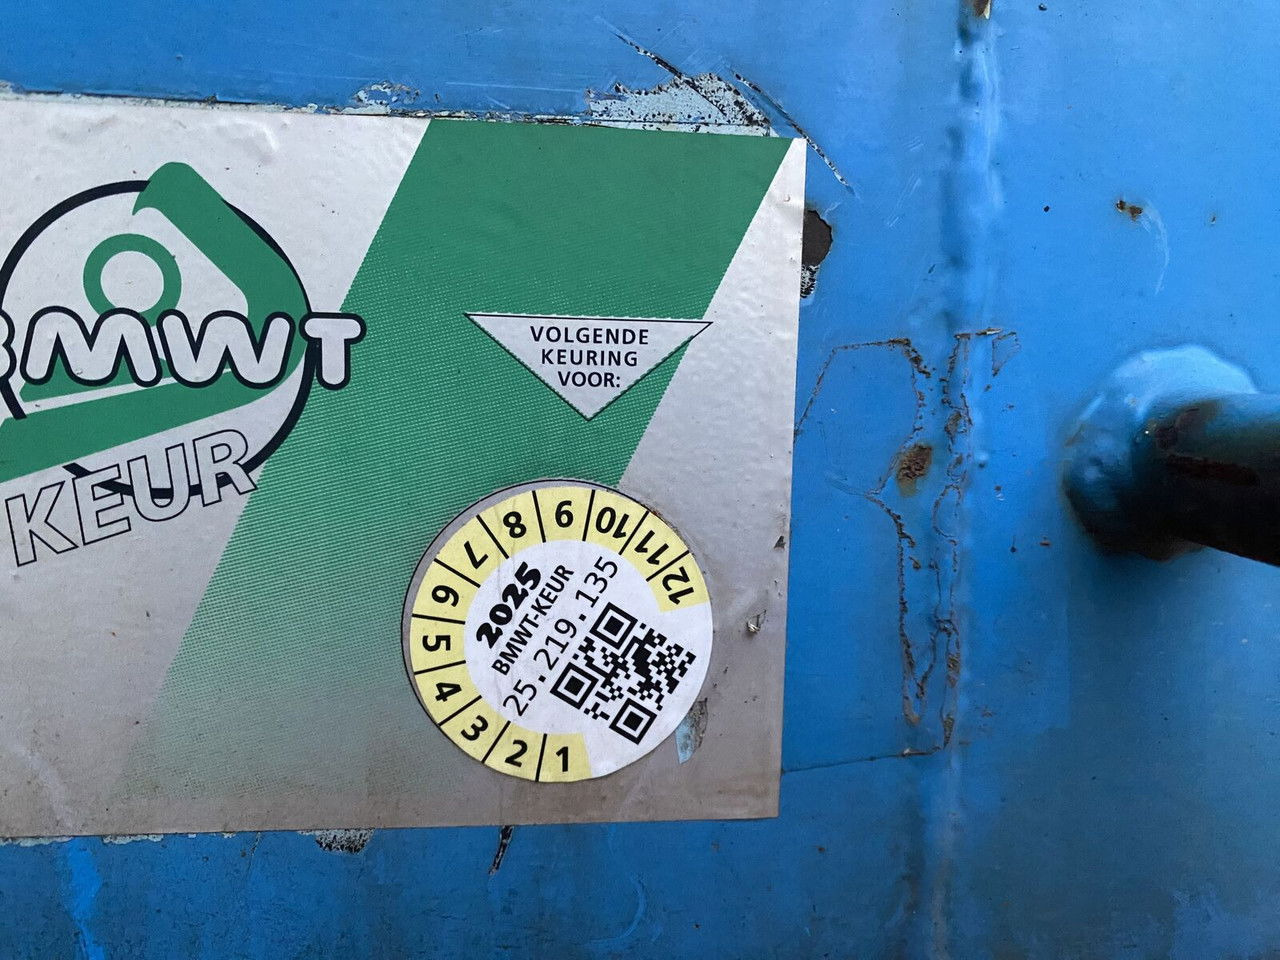 BMWT
KEUR
VOLGENDE
KEURING
VOOR:
1 2 3 4 5 6 7 8 9 10 11 12
2025
BMWT-KEUR
25.219.135